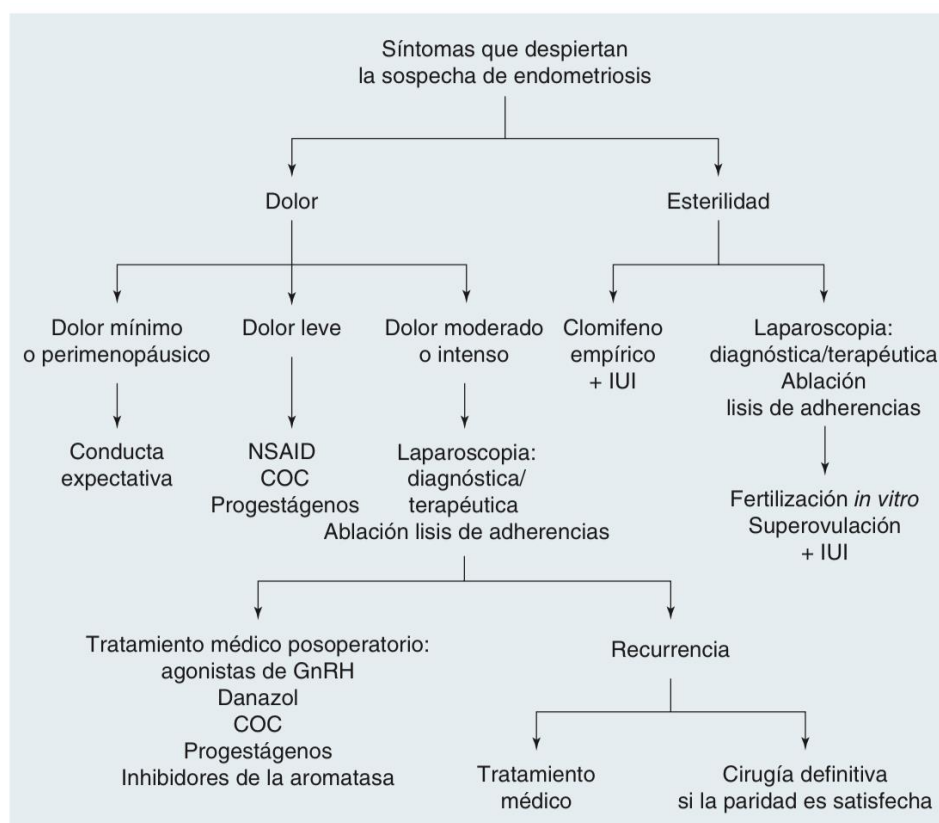 Síntomas que despiertan
la sospecha de endometriosis
Dolor
Esterilidad
Dolor mínimo
o perimenopáusico
Dolor leve
Dolor moderado
o intenso
Clomifeno
empírico
+ IUI
Laparoscopia:
diagnóstica/terapéutica
Ablación
lisis de adherencias
Conducta
expectativa
NSAID
COC
Progestágenos
Laparoscopia:
diagnóstica/
terapéutica
Ablación lisis de adherencias
Fertilización in vitro
Superovulación
+ IUI
Tratamiento médico posoperatorio:
agonistas de GnRH
Danazol
COC
Progestágenos
Inhibidores de la aromatasa
Recurrencia
Tratamiento
médico
Cirugía definitiva
si la paridad es satisfecha